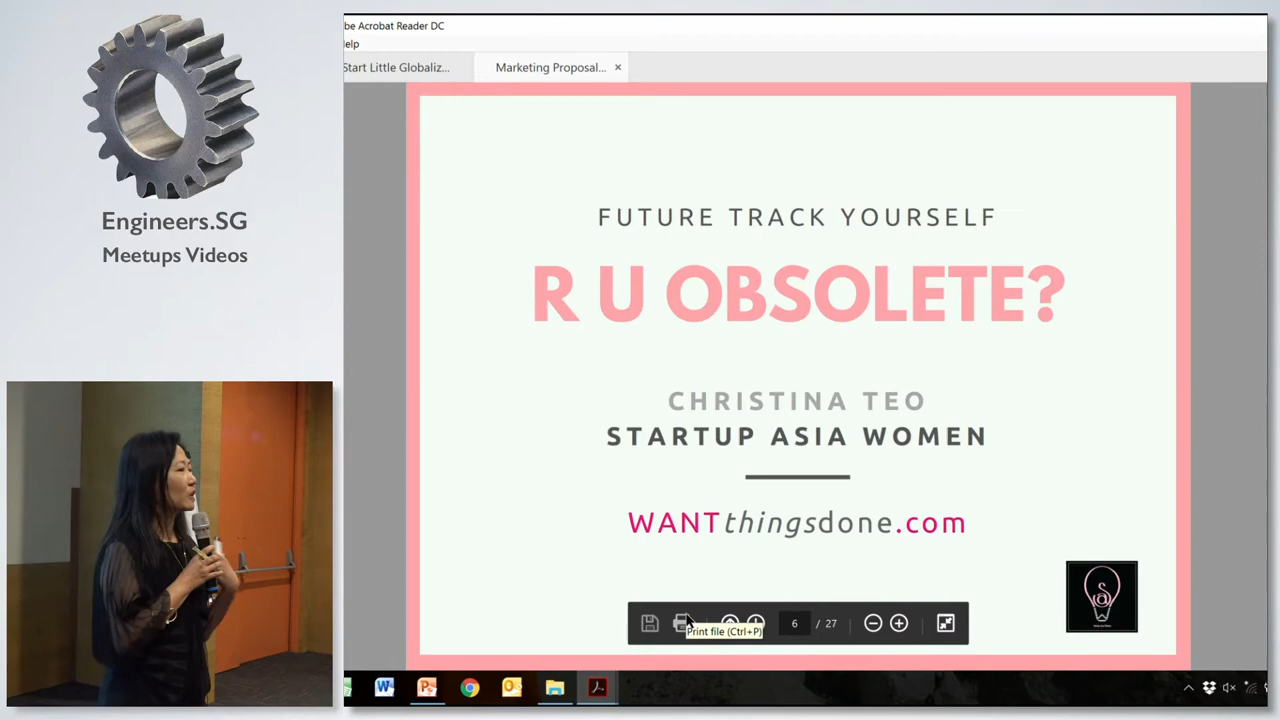 Engineers.SG
Meetups Videos
be Acrobat Reader DC
elp
Start Little Globaliz...
Marketing Proposal... ×
FUTURE TRACK YOURSELF
R U OBSOLETE?
CHRISTINA TEO
STARTUP ASIA WOMEN
WANTthingsdone.com
6 / 27
Print file (Ctrl+P)